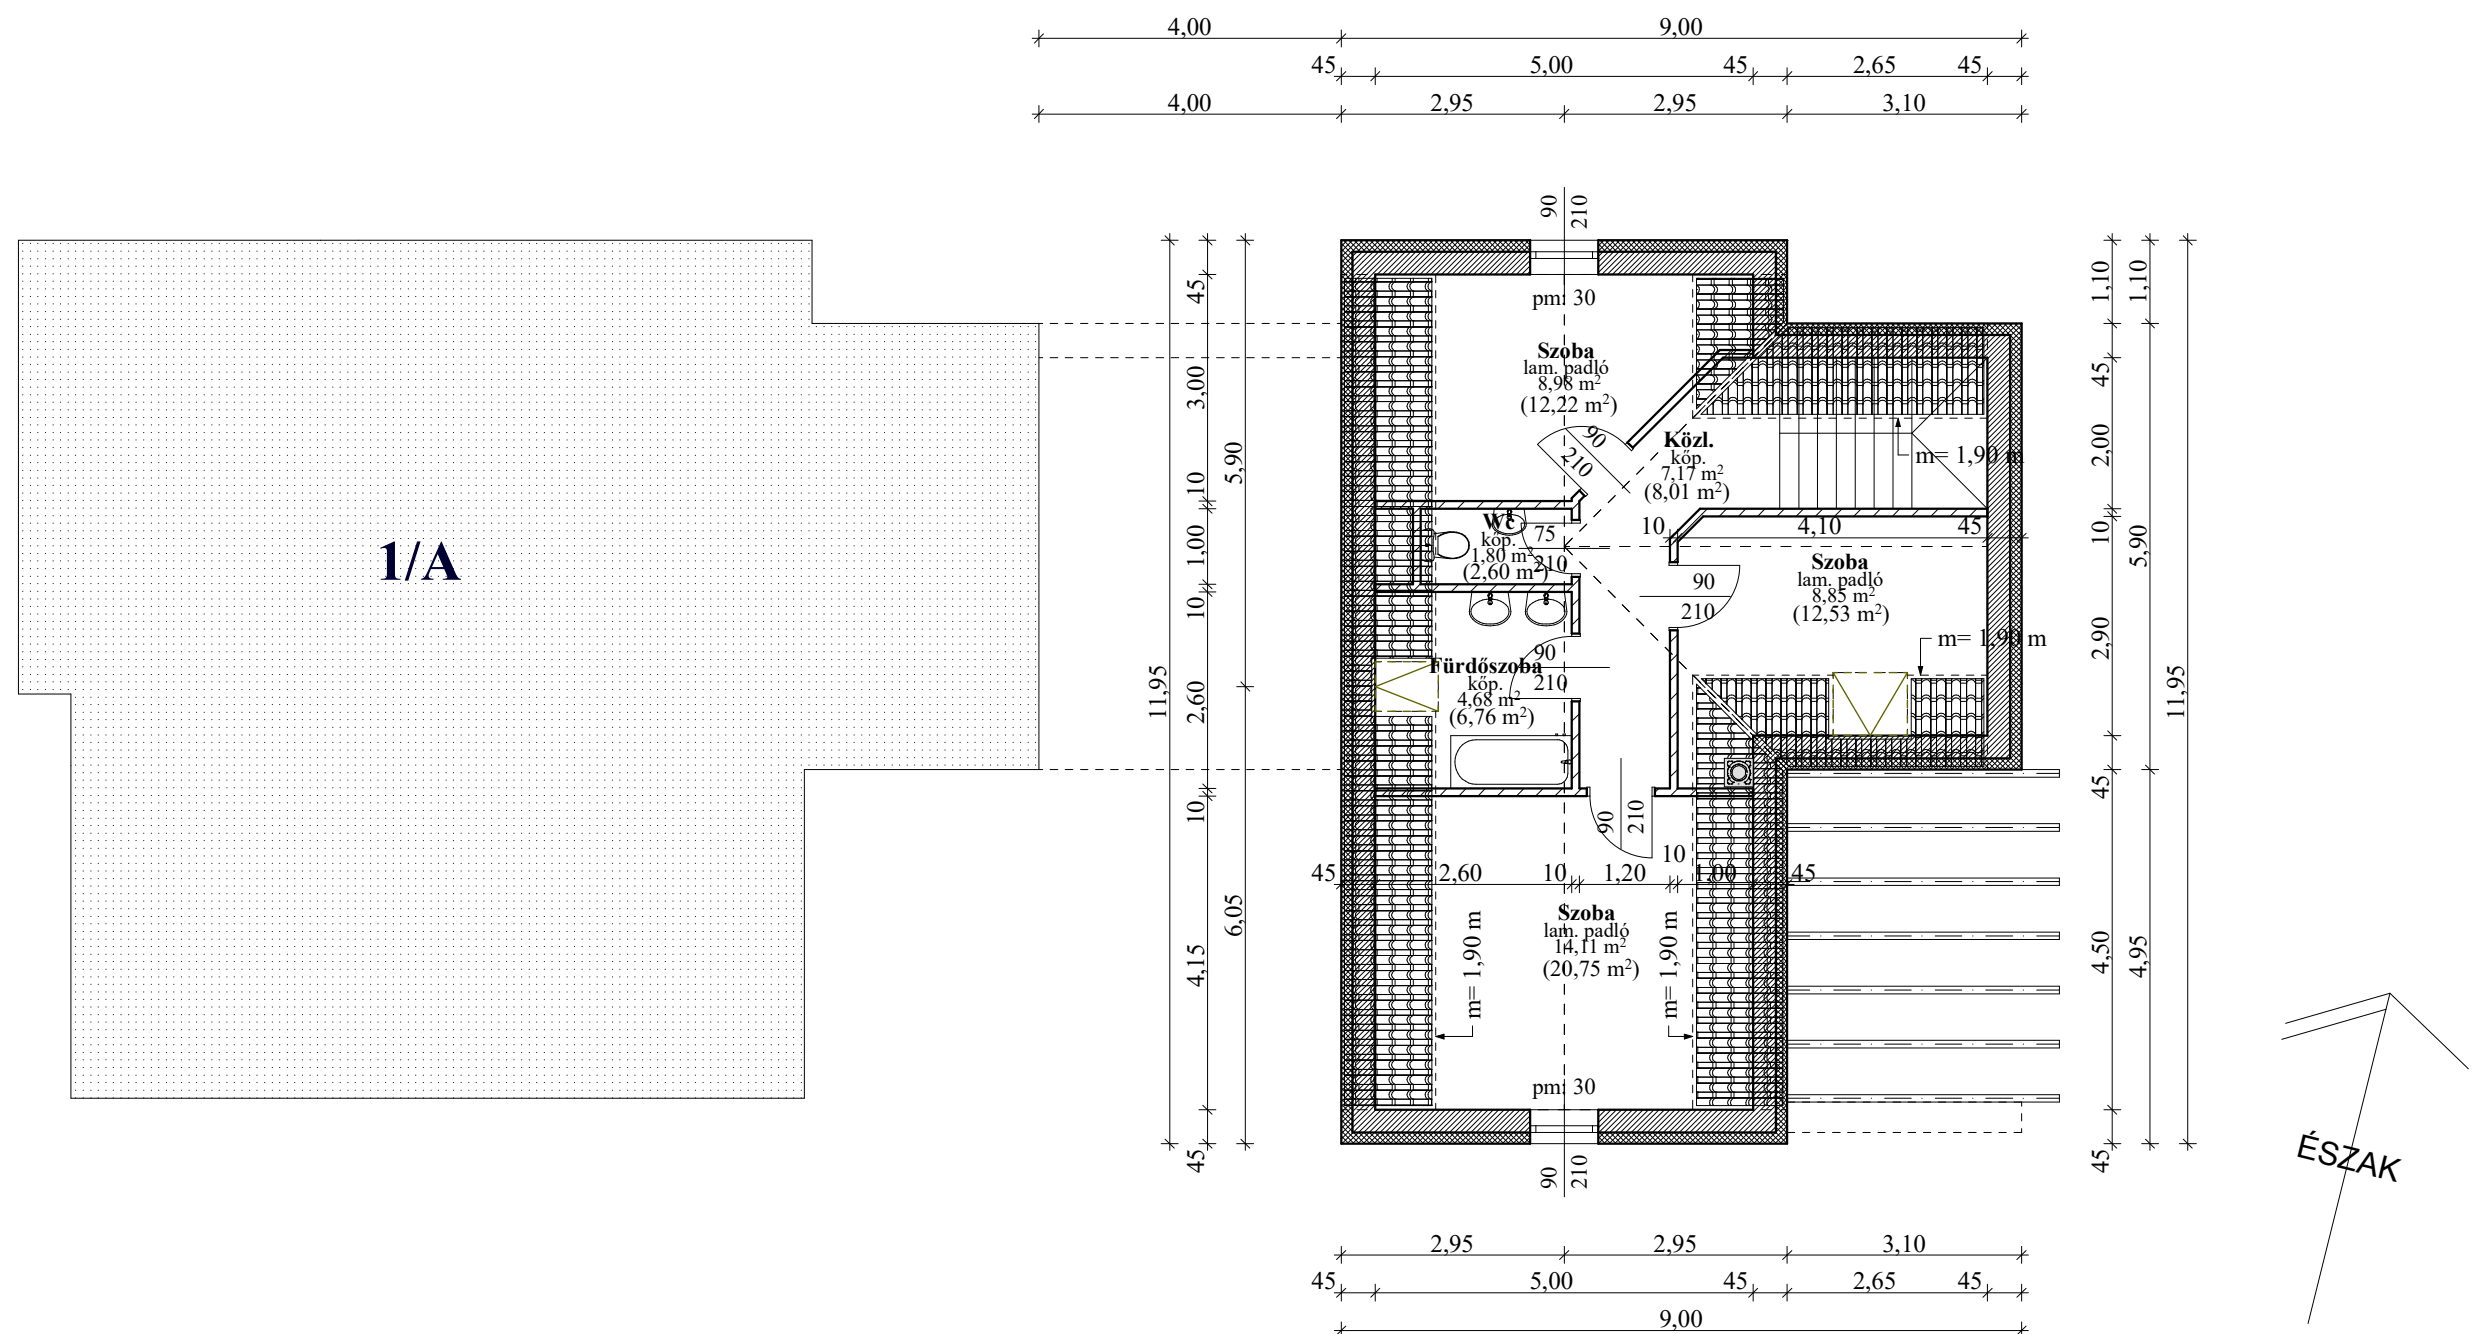 4,00 9,00
45 5,00 45 2,65 45
4,00 2,95 2,95 3,10
90 210
pm: 30
Szoba
lam. padló
8,98 m²
(12,22 m²)
90
210
Közl.
kőp.
7,17 m²
(8,01 m²)
m= 1,90 m
Wc
kőp.
1,80 m²
(2,60 m²)
75
210
10 4,10 45
Szoba
lam. padló
8,85 m²
(12,53 m²)
90
210
m= 1,90 m
1/A
Fürdőszoba
kőp.
4,68 m²
(6,76 m²)
90
210
90 210
45 2,60 10 1,20 10 1,00 45
Szoba
lam. padló
14,11 m²
(20,75 m²)
m= 1,90 m
m= 1,90 m
pm: 30
90 210
11,95
45 3,00 10 1,00 10 2,60 10 4,15 45
5,90 6,05
1,10 45 2,00 10 2,90 45 4,50 45
1,10 5,90 4,95
11,95
ÉSZAK
2,95 2,95 3,10
45 5,00 45 2,65 45
9,00